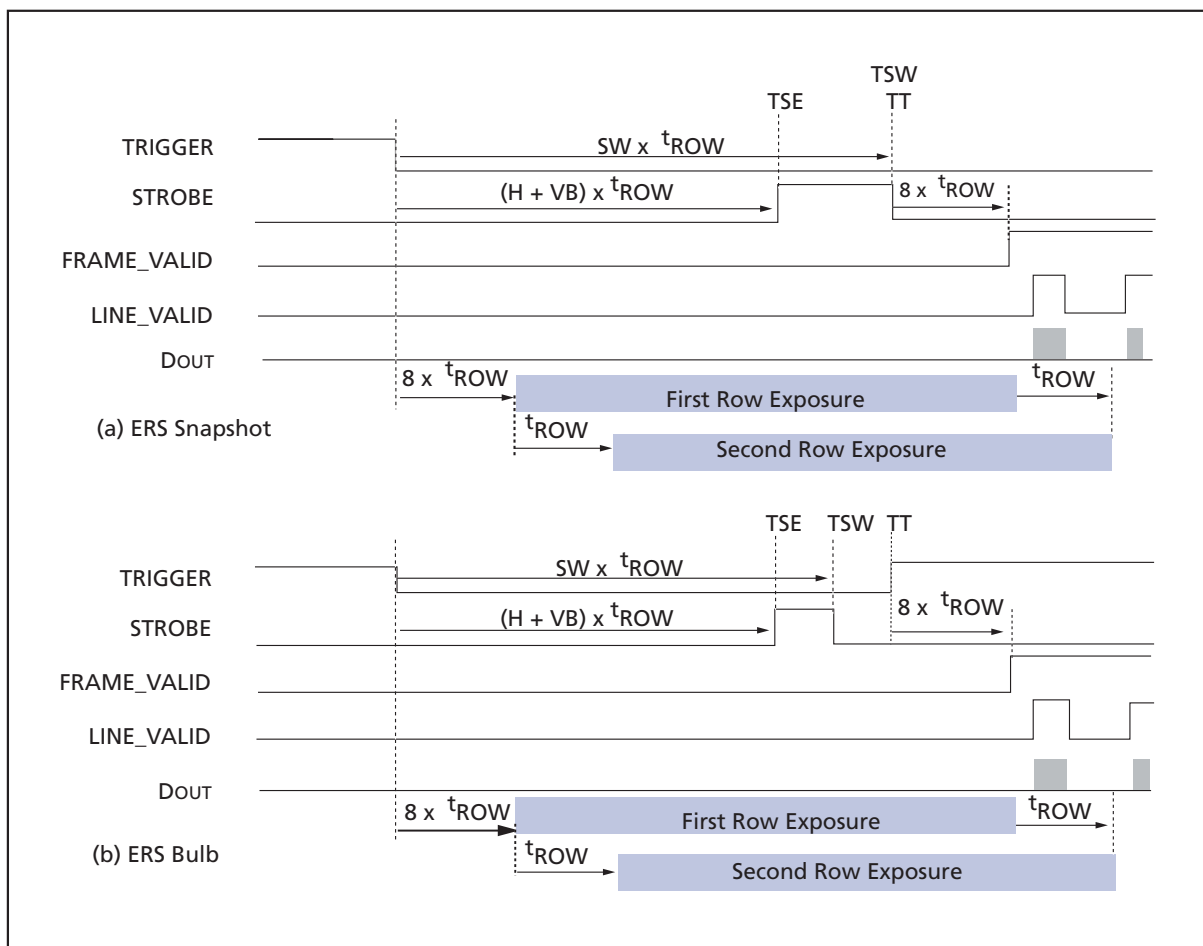 TSW
TSE TT
TRIGGER
SW x tROW
STROBE
(H + VB) x tROW
8 x tROW
FRAME_VALID
LINE_VALID
DOUT
8 x tROW
First Row Exposure
tROW
(a) ERS Snapshot
tROW
Second Row Exposure
TSE TSW TT
TRIGGER
SW x tROW
STROBE
(H + VB) x tROW
8 x tROW
FRAME_VALID
LINE_VALID
DOUT
8 x tROW
First Row Exposure
tROW
(b) ERS Bulb
tROW
Second Row Exposure